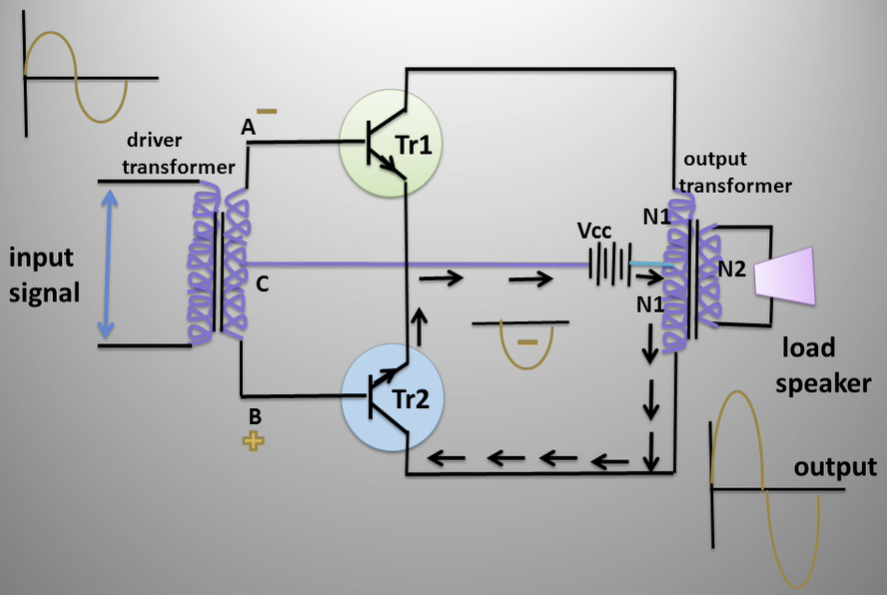 A
−
driver
transformer
Tr1
output
transformer
input
signal
C
Vcc
N1
N2
N1
−
Tr2
B
+
load
speaker
output